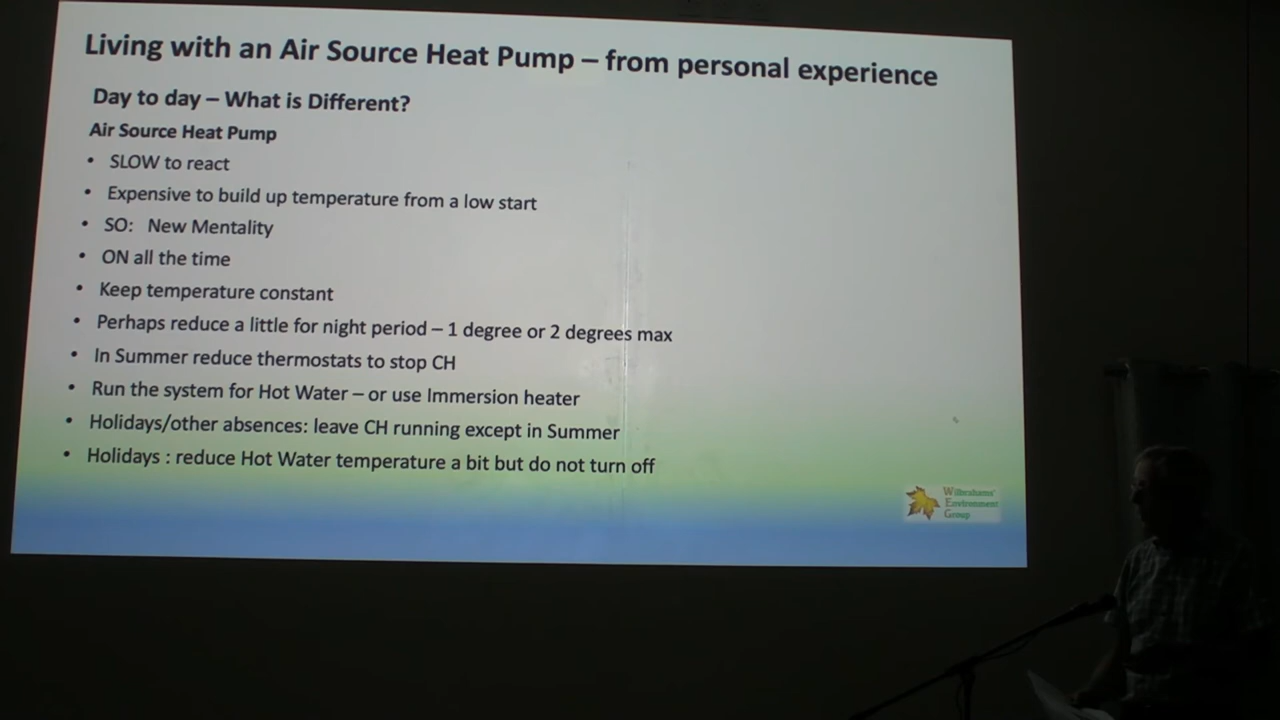 Living with an Air Source Heat Pump – from personal experience
Day to day – What is Different?
Air Source Heat Pump
• SLOW to react
• Expensive to build up temperature from a low start
• SO: New Mentality
• ON all the time
• Keep temperature constant
• Perhaps reduce a little for night period – 1 degree or 2 degrees max
• In Summer reduce thermostats to stop CH
• Run the system for Hot Water – or use Immersion heater
• Holidays/other absences: leave CH running except in Summer
• Holidays : reduce Hot Water temperature a bit but do not turn off
Wilbrahams'
Environment
Group